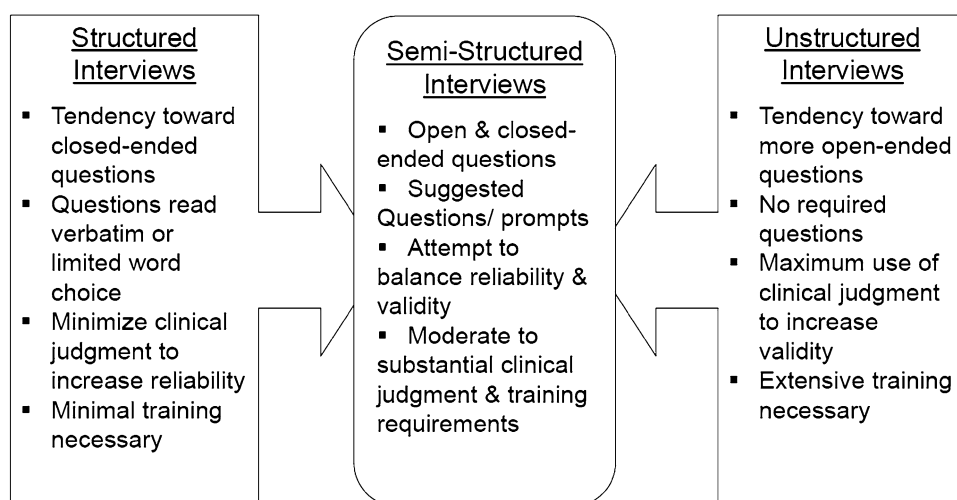 Structured
Interviews
▪ Tendency toward
closed-ended
questions
▪ Questions read
verbatim or
limited word
choice
▪ Minimize clinical
judgment to
increase reliability
▪ Minimal training
necessary
Semi-Structured
Interviews
▪ Open & closed-
ended questions
▪ Suggested
Questions/ prompts
▪ Attempt to
balance reliability &
validity
▪ Moderate to
substantial clinical
judgment & training
requirements
Unstructured
Interviews
▪ Tendency toward
more open-ended
questions
▪ No required
questions
▪ Maximum use of
clinical judgment
to increase
validity
▪ Extensive training
necessary